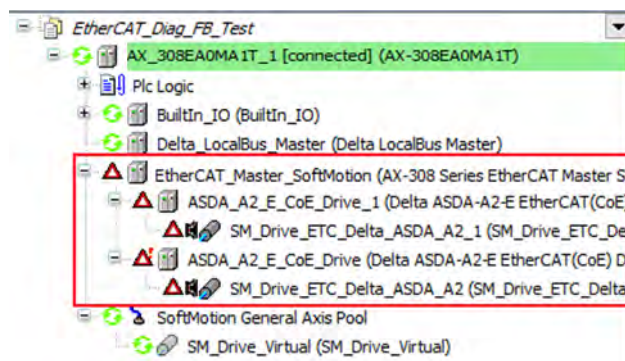 EtherCAT_Diag_FB_Test
AX_308EA0MA1T_1 [connected] (AX-308EA0MA1T)
Plc Logic
BuiltIn_IO (BuiltIn_IO)
Delta_LocalBus_Master (Delta LocalBus Master)
EtherCAT_Master_SoftMotion (AX-308 Series EtherCAT Master S
ASDA_A2_E_CoE_Drive_1 (Delta ASDA-A2-E EtherCAT(CoE)
SM_Drive_ETC_Delta_ASDA_A2_1 (SM_Drive_ETC_De
ASDA_A2_E_CoE_Drive (Delta ASDA-A2-E EtherCAT(CoE) D
SM_Drive_ETC_Delta_ASDA_A2 (SM_Drive_ETC_Delta
SoftMotion General Axis Pool
SM_Drive_Virtual (SM_Drive_Virtual)